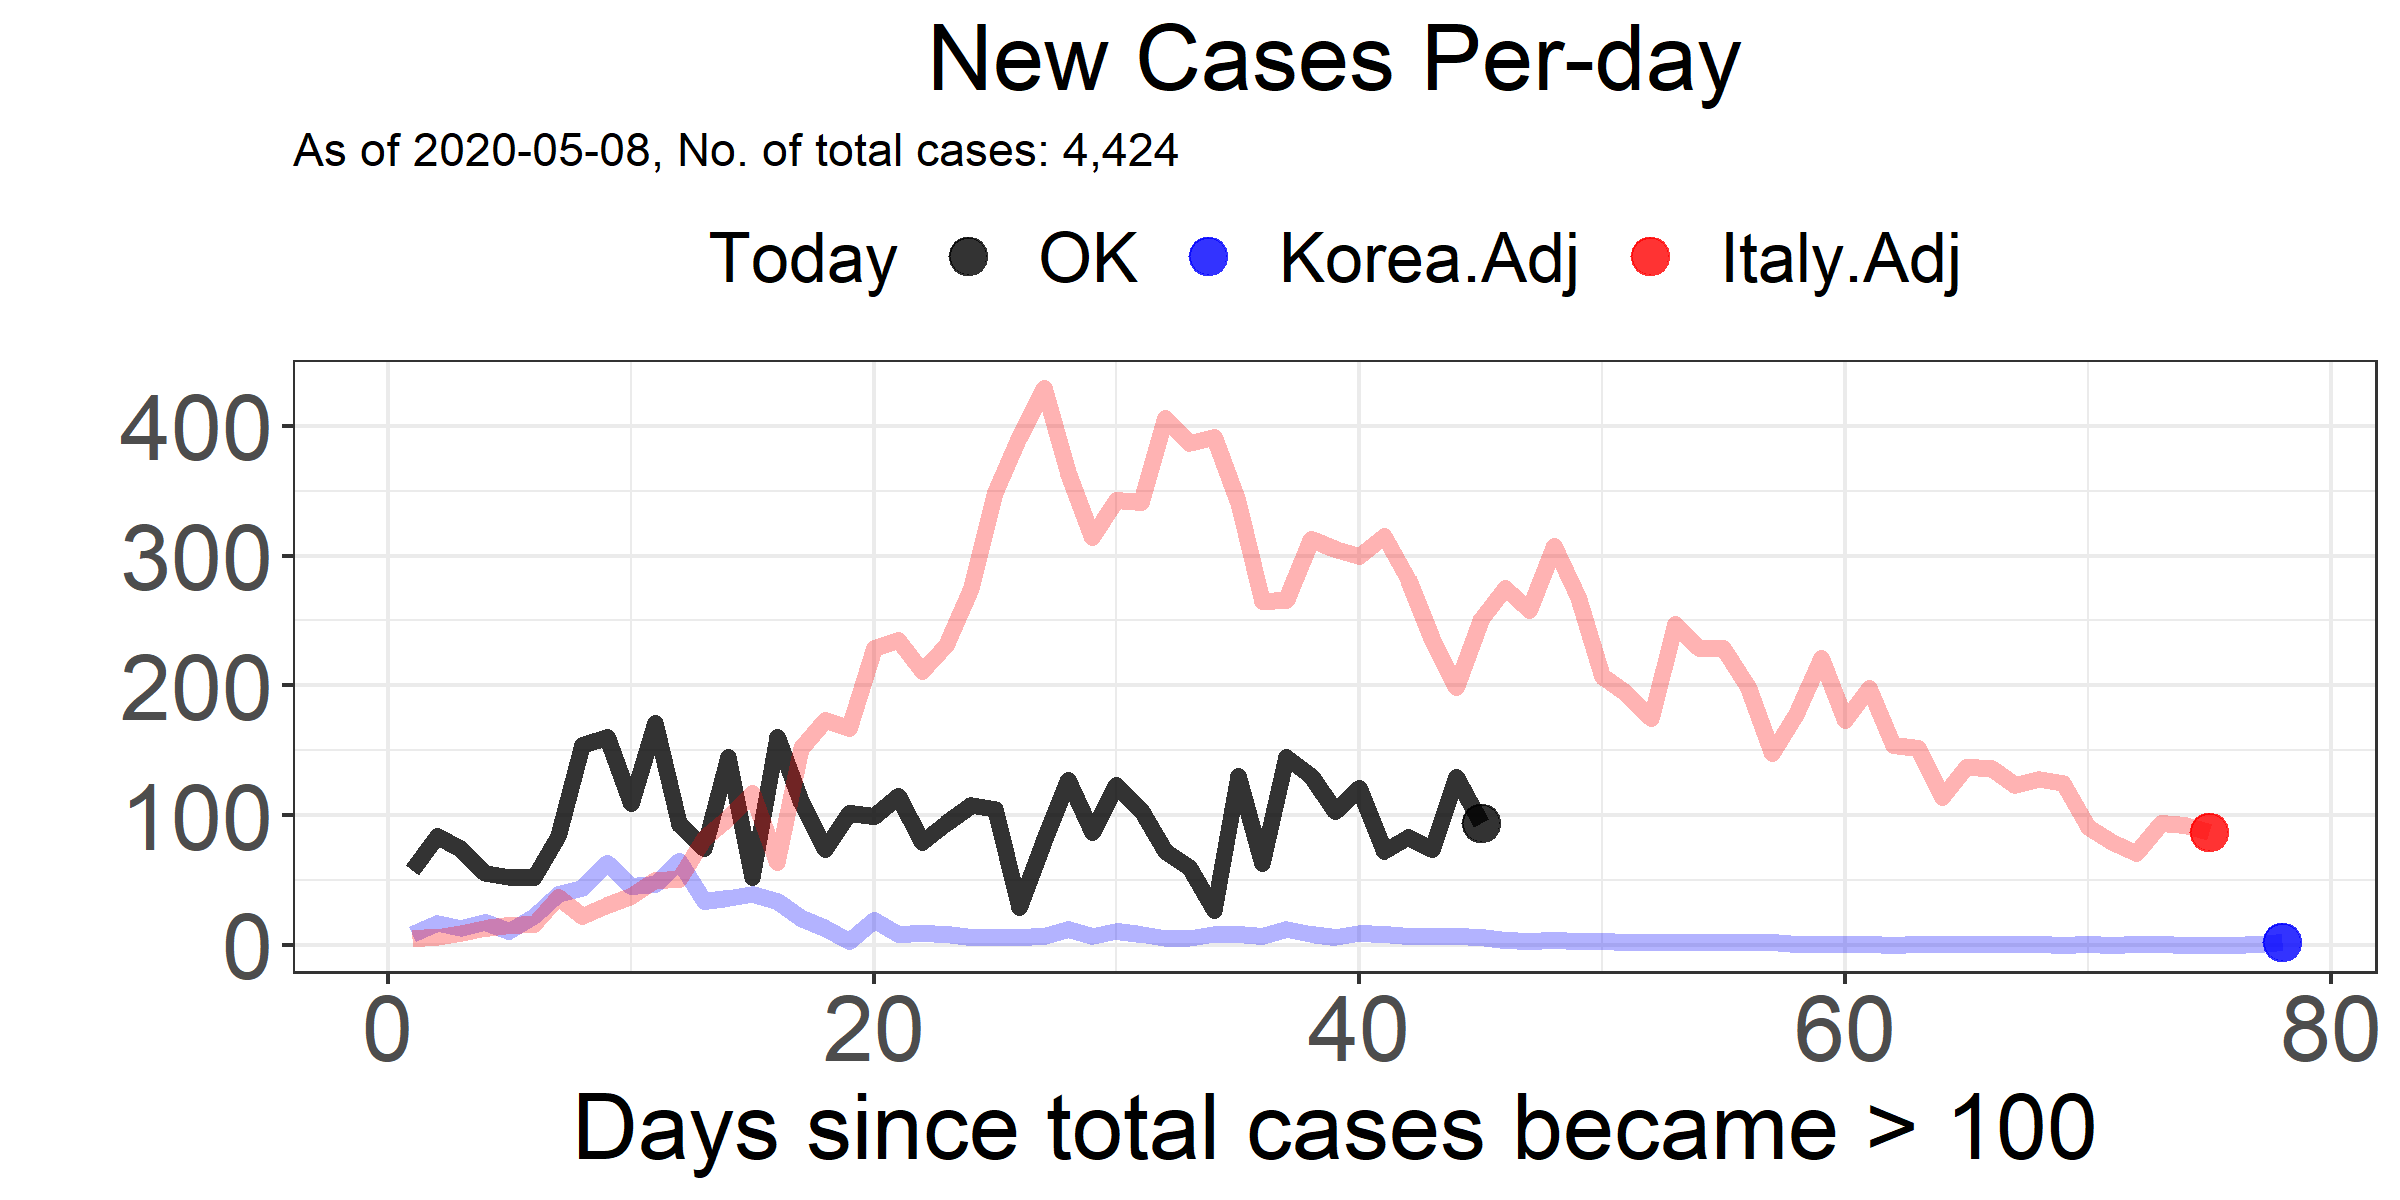 New Cases Per-day
As of 2020-05-08, No. of total cases: 4,424
Today OK Korea.Adj Italy.Adj
400
300
200
100
0
0 20 40 60 80
Days since total cases became > 100